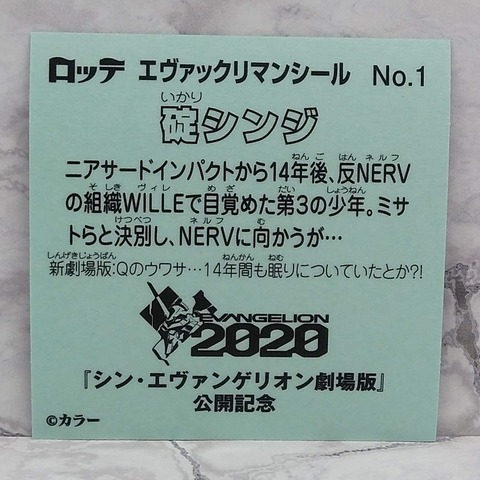 ロッテ エヴァックリマンシール No.1
いかり
碇シンジ
ねん ご はん ネルフ
ニアサードインパクトから14年後、反NERV
そ しき ヴィレ め ざ だい しょうねん
の組織WILLEで目覚めた第3の少年。ミサ
けつべつ ネルフ む
トらと決別し、NERVに向かうが…
しんげきじょうばん ねんかん ねむ
新劇場版:Qのウワサ…14年間も眠りについていたとか?!
EVANGELION
2020
『シン・エヴァンゲリオン劇場版』
公開記念
©カラー